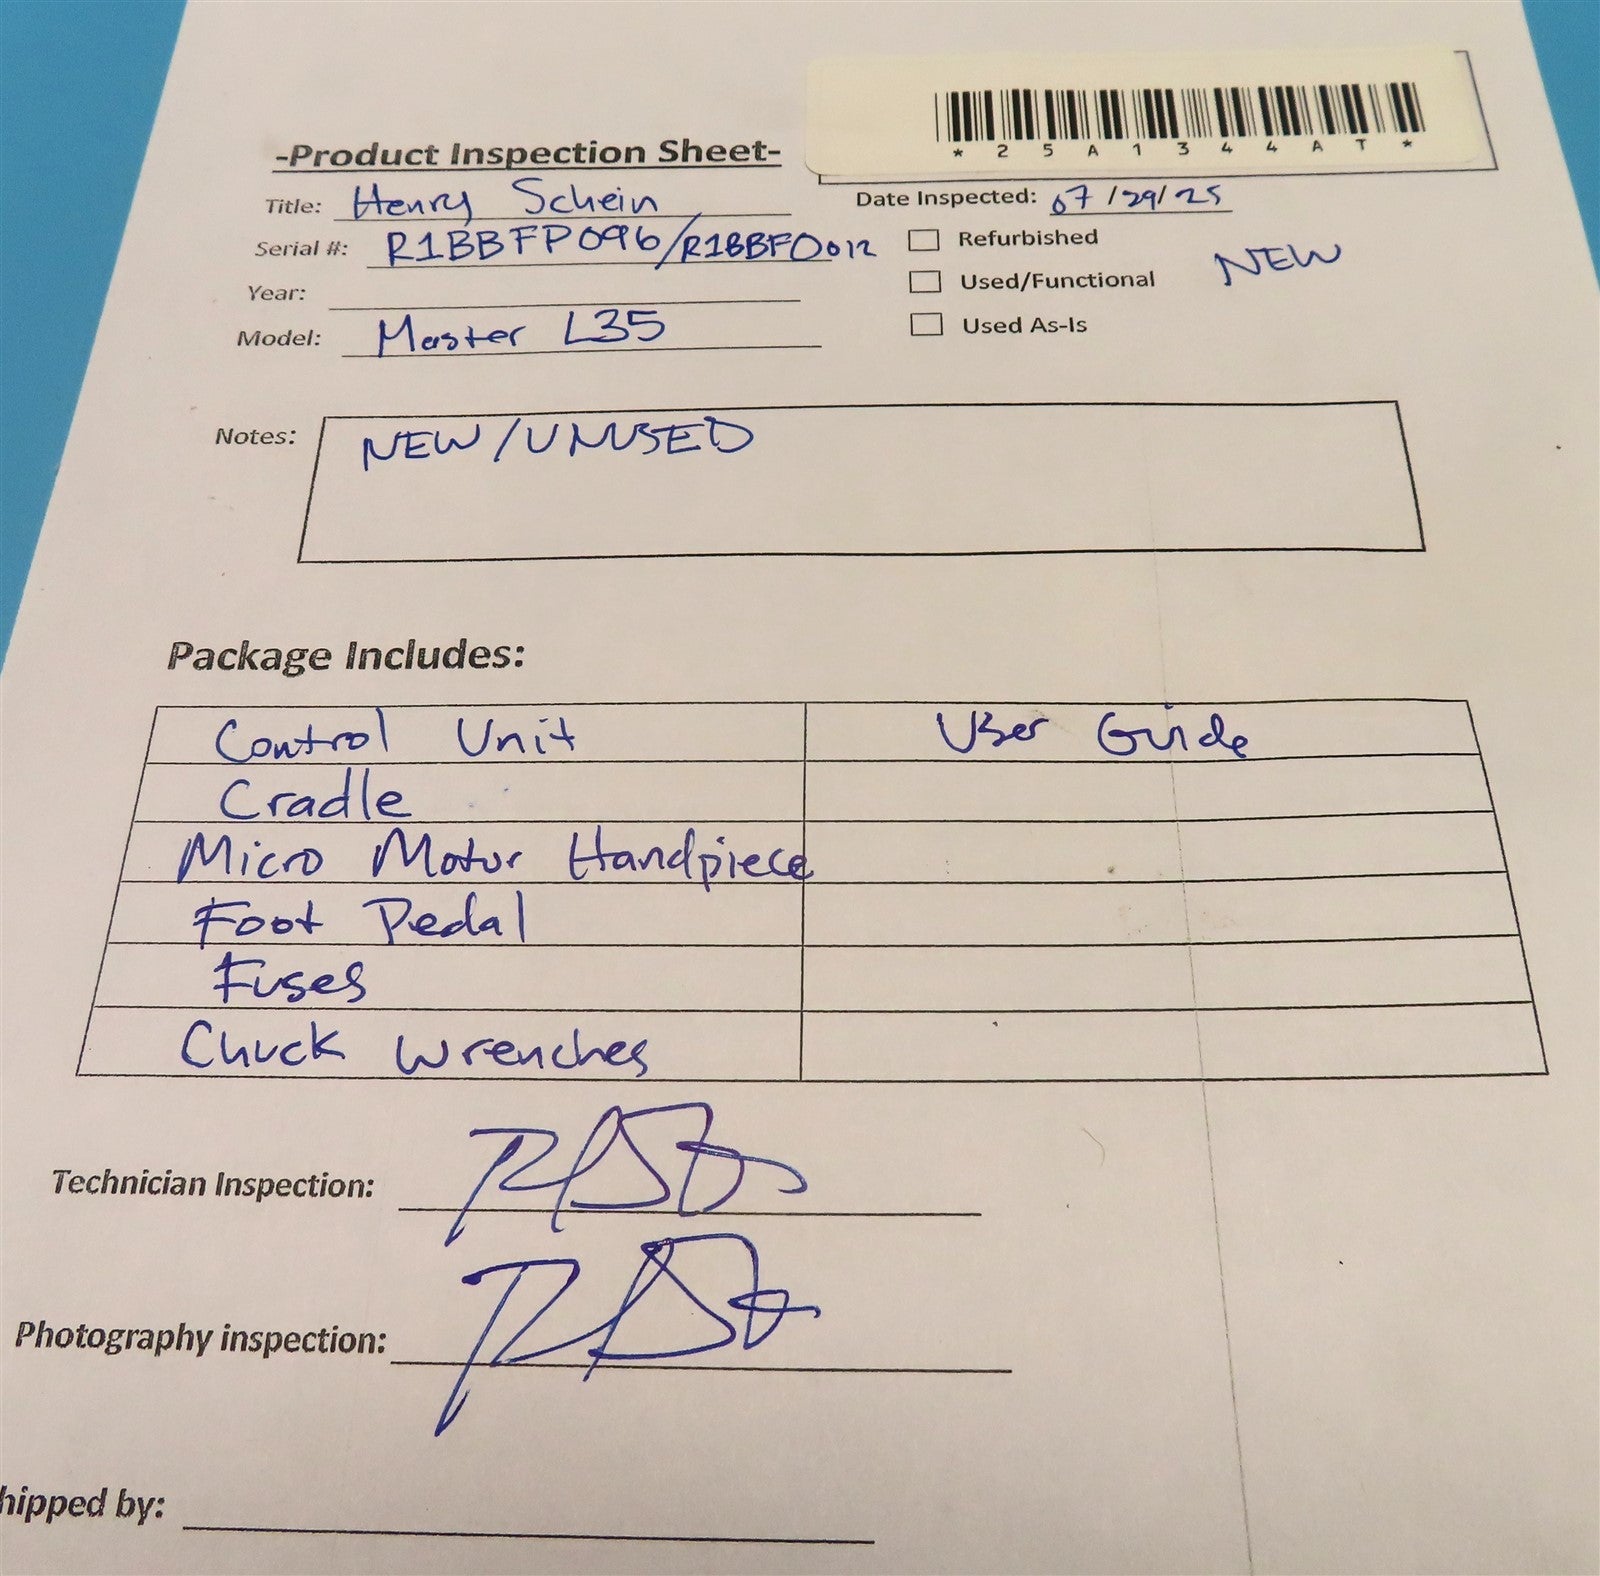 *25A1344AT*
-Product Inspection Sheet-
Title: Henry Schein
Date Inspected: 07/29/25
Serial #: R1BBFP096/R1BBFO012
Refurbished
Year:
Used/Functional
NEW
Model: Master L35
Used As-Is
Notes: NEW/UNUSED
Package Includes:
Control Unit
User Guide
Cradle
Micro Motor Handpiece
Foot Pedal
Fuses
Chuck Wrenches
Technician Inspection:
Photography inspection:
hipped by: